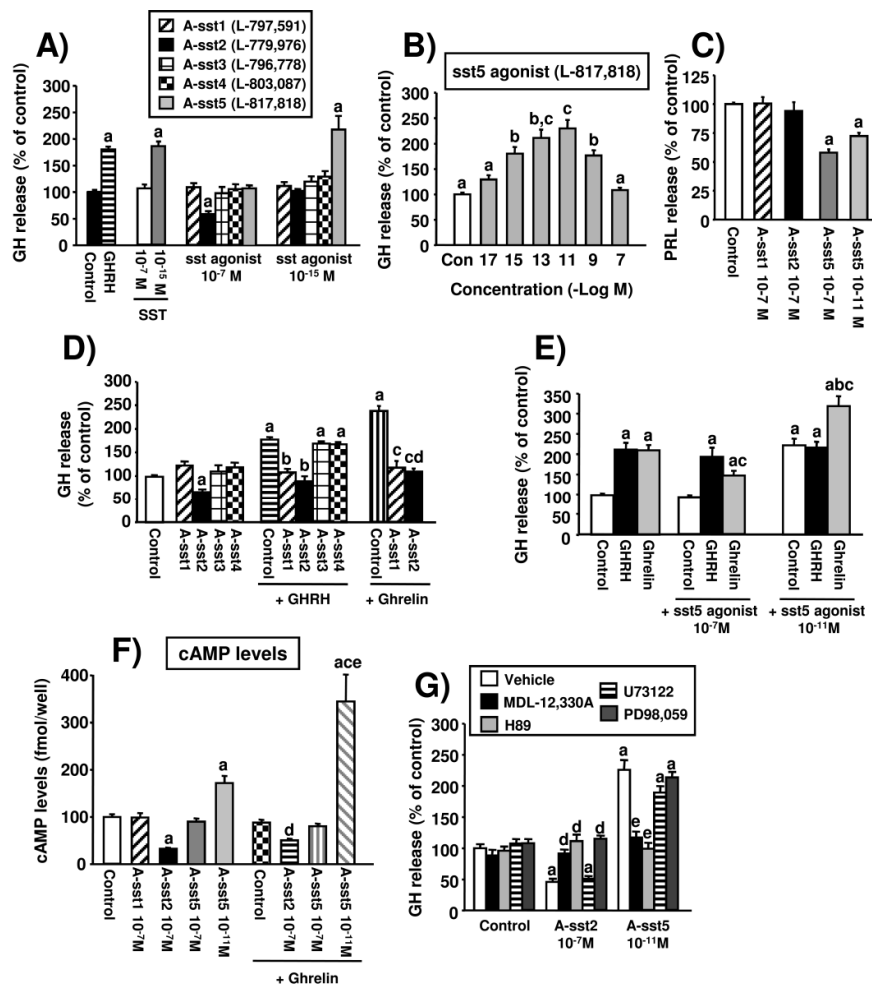 A)
A-sst1 (L-797,591)
A-sst2 (L-779,976)
A-sst3 (L-796,778)
A-sst4 (L-803,087)
A-sst5 (L-817,818)
GH release (% of control)
300
250
200
150
100
50
0
a
a
a
a
Control
GHRH
10⁻⁷ M
10⁻¹⁵ M
SST
sst agonist
10⁻⁷ M
sst agonist
10⁻¹⁵ M
B)
sst5 agonist (L-817,818)
GH release (% of control)
300
250
200
150
100
50
0
a
a
b
b,c
c
b
a
Con 17 15 13 11 9 7
Concentration (-Log M)
C)
PRL release (% of control)
125
100
75
50
25
0
a
a
Control
A-sst1 10-7 M
A-sst2 10-7 M
A-sst5 10-7 M
A-sst5 10-11 M
D)
GH release
(% of control)
300
250
200
150
100
50
0
a
a
b
b
a
a
a
c
cd
Control
A-sst1
A-sst2
A-sst3
A-sst4
Control
A-sst1
A-sst2
A-sst3
A-sst4
Control
A-sst1
A-sst2
+ GHRH
+ Ghrelin
E)
GH release (% of control)
350
300
250
200
150
100
50
0
a
a
a
ac
a
a
abc
Control
GHRH
Ghrelin
Control
GHRH
Ghrelin
Control
GHRH
Ghrelin
+ sst5 agonist
10⁻⁷M
+ sst5 agonist
10⁻¹¹M
F)
cAMP levels
cAMP levels (fmol/well)
400
300
200
100
0
a
a
d
ace
Control
A-sst1 10⁻⁷M
A-sst2 10⁻⁷M
A-sst5 10⁻⁷M
A-sst5 10⁻¹¹M
Control
A-sst2 10⁻⁷M
A-sst5 10⁻⁷M
A-sst5 10⁻¹¹M
+ Ghrelin
G)
Vehicle
MDL-12,330A
H89
U73122
PD98,059
GH release (% of control)
300
250
200
150
100
50
0
a
d
d
a
d
a
e
e
a
a
Control
A-sst2
10⁻⁷M
A-sst5
10⁻¹¹M